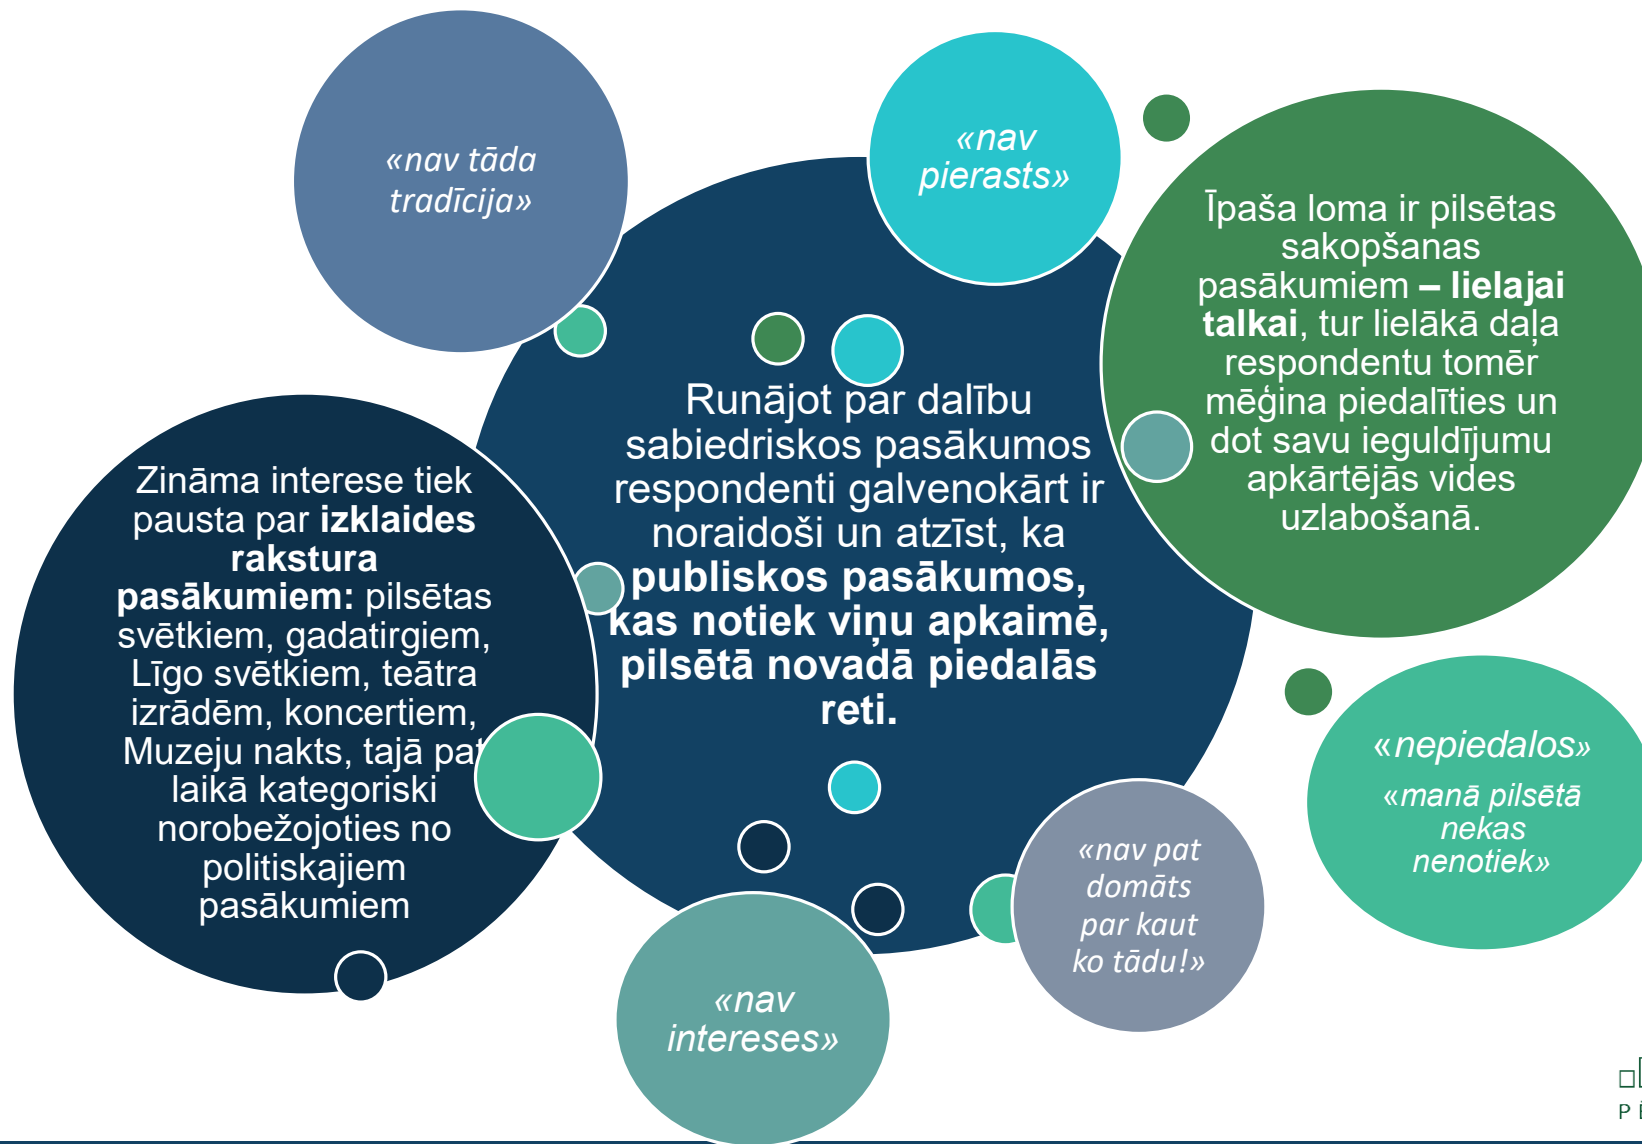 «nav tāda
tradīcija»
«nav
pierasts»
Īpaša loma ir pilsētas
sakopšanas
pasākumiem – lielajai
talkai, tur lielākā daļa
respondentu tomēr
mēģina piedalīties un
dot savu ieguldījumu
apkārtējās vides
uzlabošanā.
Runājot par dalību
sabiedriskos pasākumos
respondenti galvenokārt ir
noraidoši un atzīst, ka
publiskos pasākumos,
kas notiek viņu apkaimē,
pilsētā novadā piedalās
reti.
Zināma interese tiek
pausta par izklaides
rakstura
pasākumiem: pilsētas
svētkiem, gadatirgiem,
Līgo svētkiem, teātra
izrādēm, koncertiem,
Muzeju nakts, tajā pat
laikā kategoriski
norobežojoties no
politiskajiem
pasākumiem
«nepiedalos»
«manā pilsētā
nekas
nenotiek»
«nav pat
domāts
par kaut
ko tādu!»
«nav
intereses»